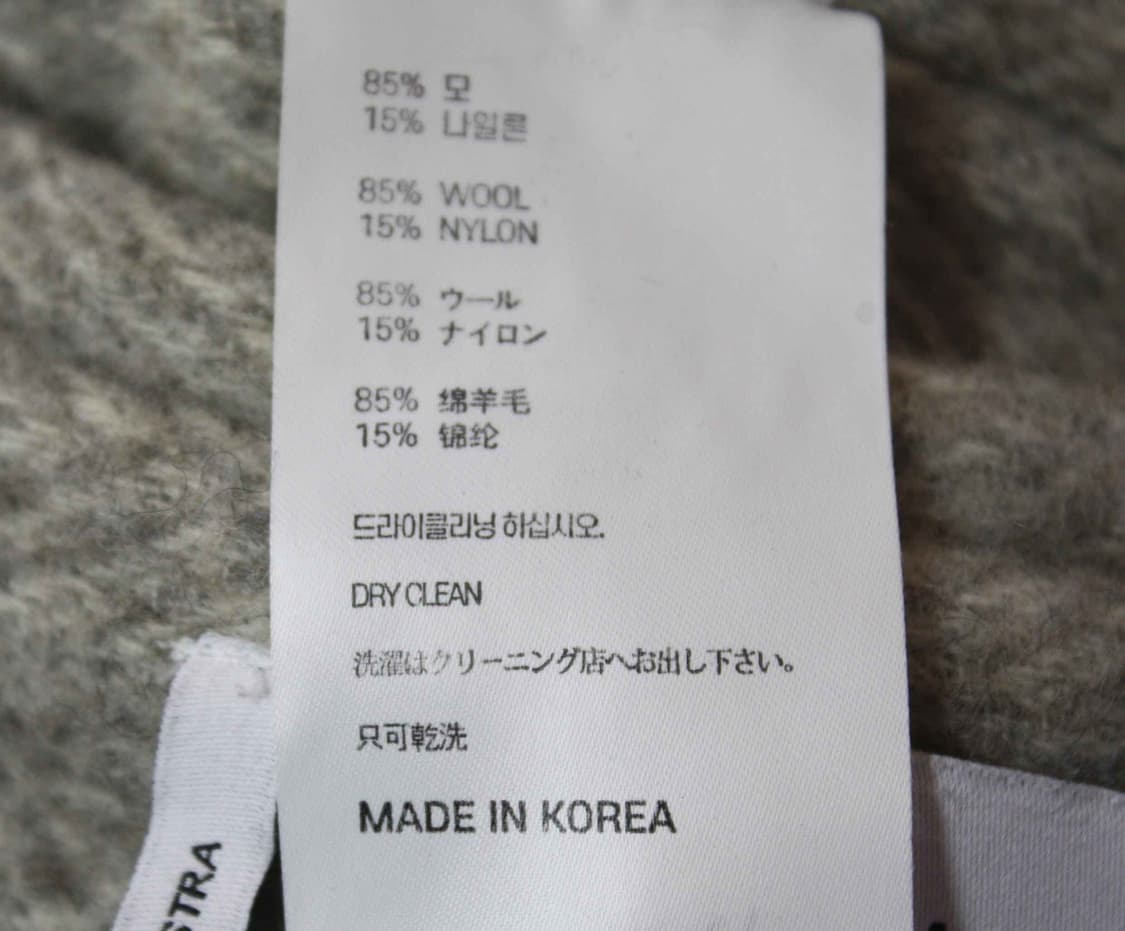 85% 모
15% 나일론
85% WOOL
15% NYLON
85% ウール
15% ナイロン
85% 绵羊毛
15% 锦纶
드라이클리닝 하십시오.
DRY CLEAN
洗濯はクリーニング店へお出し下さい。
只可乾洗
MADE IN KOREA
STRA